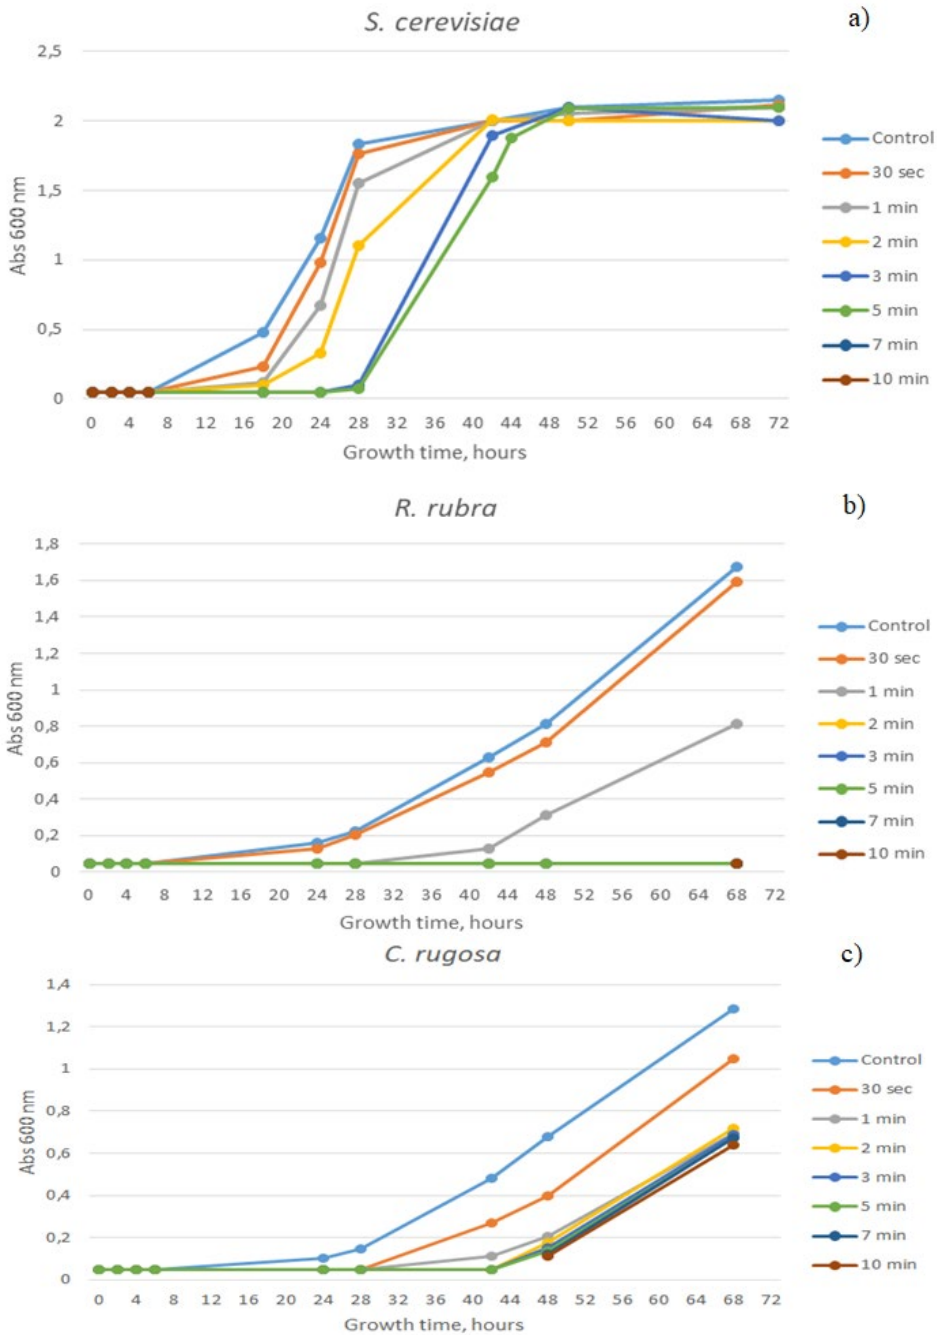 S. cerevisiae
a)
2,5
2
1,5
1
0,5
0
Abs 600 nm
0 4 8 12 16 20 24 28 32 36 40 44 48 52 56 60 64 68 72
Growth time, hours
Control
30 sec
1 min
2 min
3 min
5 min
7 min
10 min
R. rubra
b)
1,8
1,6
1,4
1,2
1
0,8
0,6
0,4
0,2
0
Abs 600 nm
0 4 8 12 16 20 24 28 32 36 40 44 48 52 56 60 64 68 72
Growth time, hours
Control
30 sec
1 min
2 min
3 min
5 min
7 min
10 min
C. rugosa
c)
1,4
1,2
1
0,8
0,6
0,4
0,2
0
Abs 600 nm
0 4 8 12 16 20 24 28 32 36 40 44 48 52 56 60 64 68 72
Growth time, hours
Control
30 sec
1 min
2 min
3 min
5 min
7 min
10 min